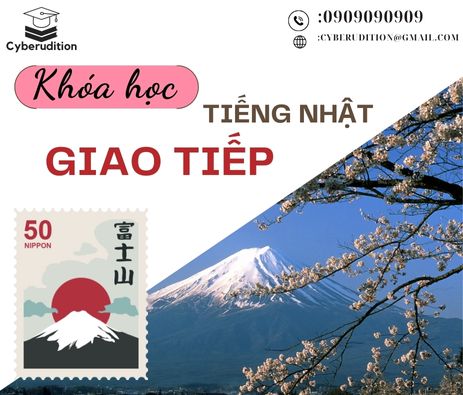 Cyberudition
:0909090909
:CYBERUDITION@GMAIL.COM
Khóa học
TIẾNG NHẬT
GIAO TIẾP
50
NIPPON
富士山